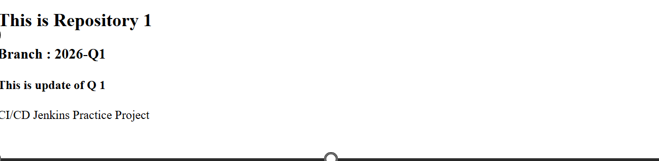 This is Repository 1
Branch : 2026-Q1
This is update of Q 1
CI/CD Jenkins Practice Project